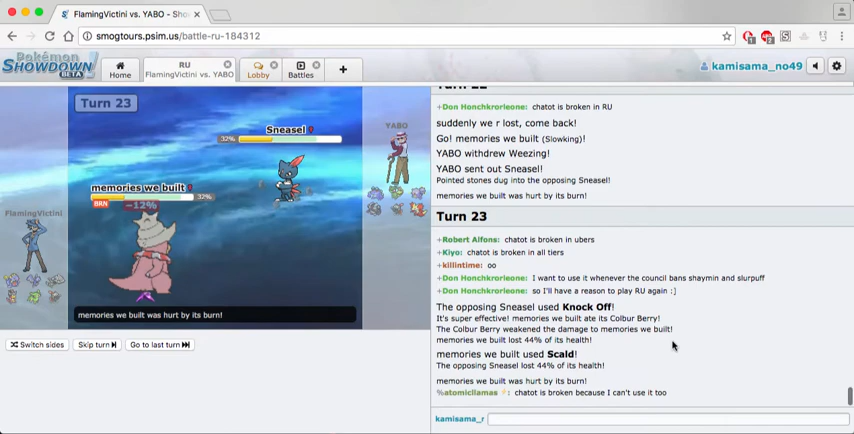 FlamingVictini vs. YABO - Sho
smogtours.psim.us/battle-ru-184312
Pokémon
SHOWDOWN!
BETA
Home
RU
FlamingVictini vs. YABO
Lobby
Battles
kamisama_no49
Turn 23
Sneasel
32%
YABO
memories we built
32%
BRN
−12%
FlamingVictini
memories we built was hurt by its burn!
Switch sides
Skip turn
Go to last turn
Turn 22
+Don Honchkrorleone: chatot is broken in RU
suddenly we r lost, come back!
Go! memories we built (Slowking)!
YABO withdrew Weezing!
YABO sent out Sneasel!
Pointed stones dug into the opposing Sneasel!
memories we built was hurt by its burn!
Turn 23
+Robert Alfons: chatot is broken in ubers
+Kiyo: chatot is broken in all tiers
+killintime: oo
+Don Honchkrorleone: I want to use it whenever the council bans shaymin and slurpuff
+Don Honchkrorleone: so I'll have a reason to play RU again :]
The opposing Sneasel used Knock Off!
It's super effective! memories we built ate its Colbur Berry!
The Colbur Berry weakened the damage to memories we built!
memories we built lost 44% of its health!
memories we built used Scald!
The opposing Sneasel lost 44% of its health!
memories we built was hurt by its burn!
%atomicllamas: chatot is broken because I can't use it too
kamisama_r